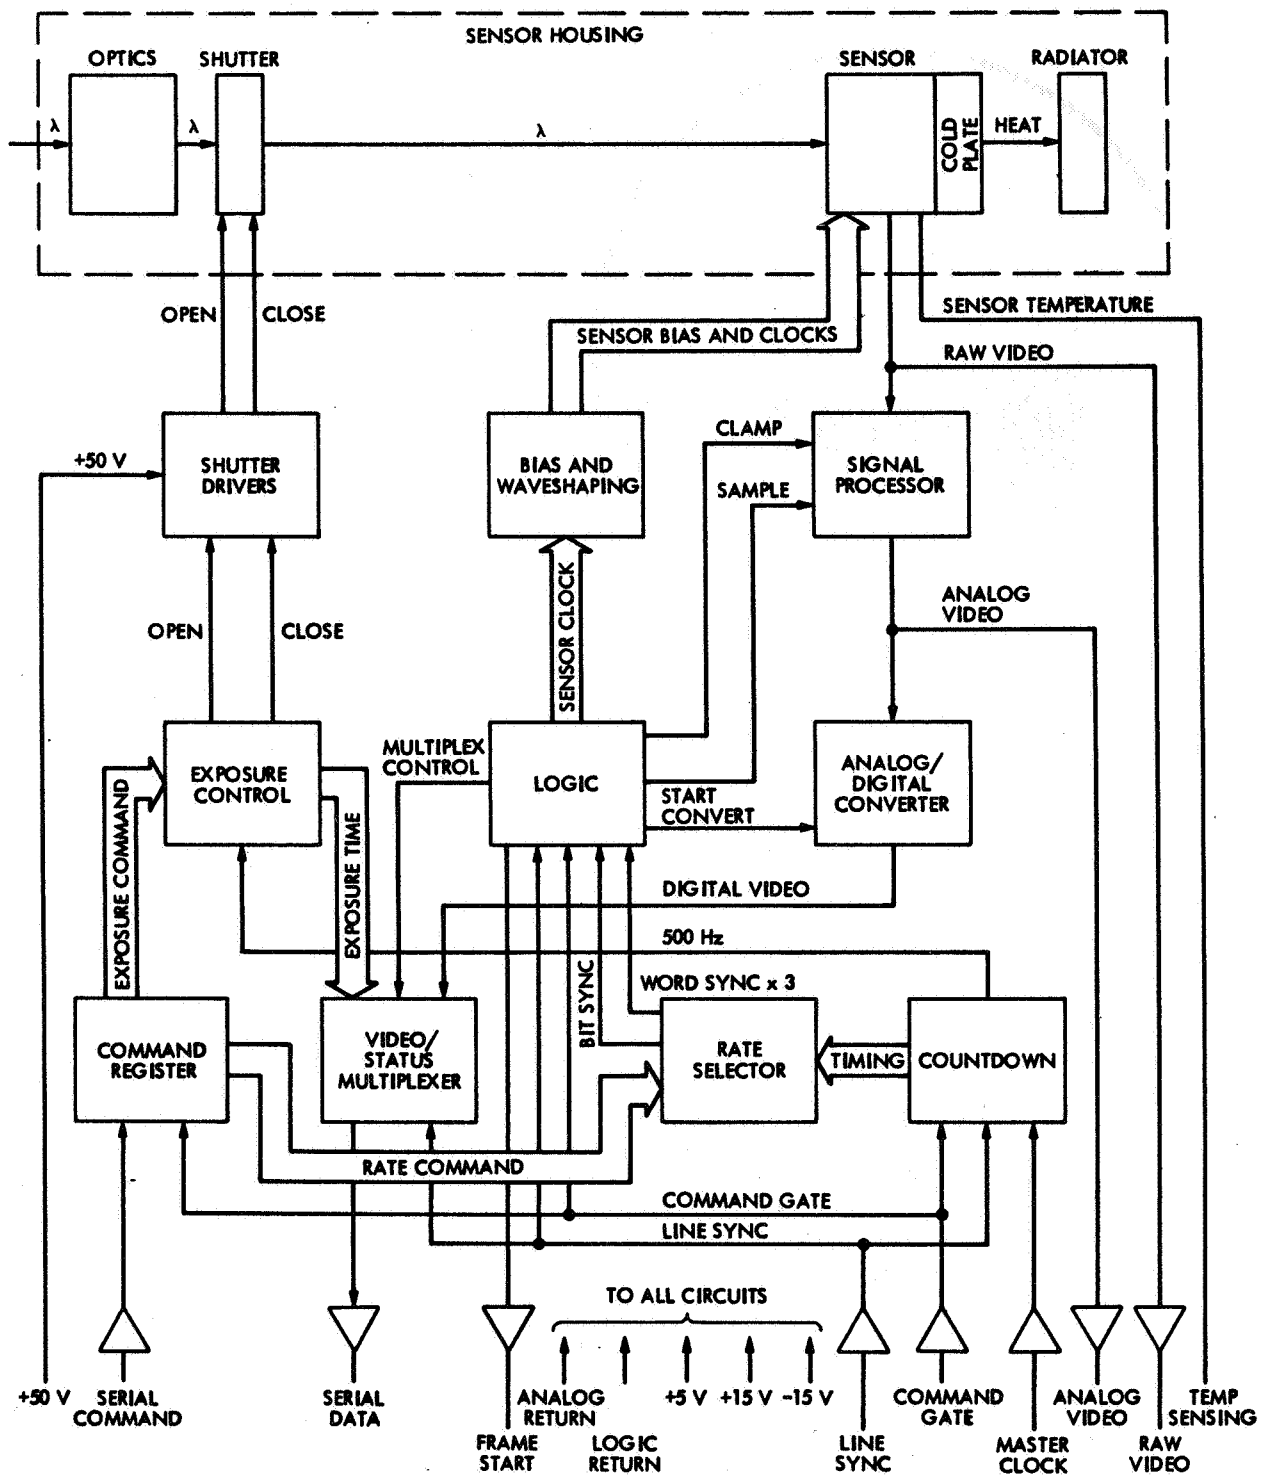 SENSOR HOUSING
OPTICS
SHUTTER
SENSOR
RADIATOR
λ
λ
λ
COLD
PLATE
HEAT
OPEN
CLOSE
SENSOR TEMPERATURE
SENSOR BIAS AND CLOCKS
RAW VIDEO
CLAMP
+50 V
SHUTTER
DRIVERS
BIAS AND
WAVESHAPING
SAMPLE
SIGNAL
PROCESSOR
SENSOR CLOCK
ANALOG
VIDEO
OPEN
CLOSE
EXPOSURE COMMAND
EXPOSURE
CONTROL
EXPOSURE TIME
MULTIPLEX
CONTROL
LOGIC
START
CONVERT
ANALOG/
DIGITAL
CONVERTER
DIGITAL VIDEO
500 Hz
BIT SYNC
WORD SYNC x 3
COMMAND
REGISTER
VIDEO/
STATUS
MULTIPLEXER
RATE
SELECTOR
TIMING
COUNTDOWN
RATE COMMAND
COMMAND GATE
LINE SYNC
TO ALL CIRCUITS
+50 V
SERIAL
COMMAND
SERIAL
DATA
FRAME
START
ANALOG
RETURN
LOGIC
RETURN
+5 V
+15 V
-15 V
LINE
SYNC
COMMAND
GATE
MASTER
CLOCK
ANALOG
VIDEO
RAW
VIDEO
TEMP
SENSING